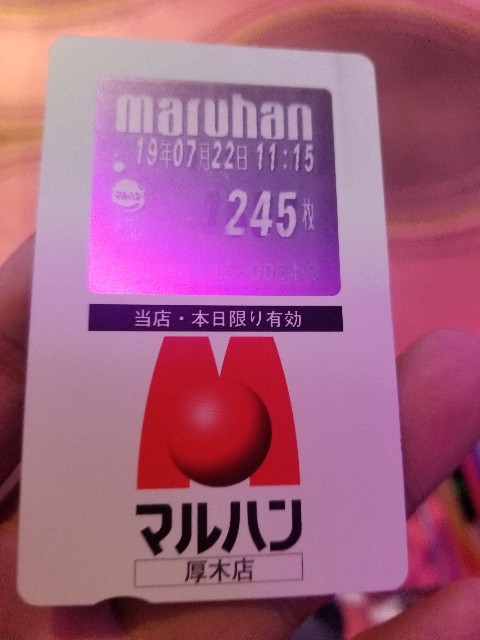 maruhan
19年07月22日 11:15
マルハン
245枚
当店・本日限り有効
マルハン
厚木店